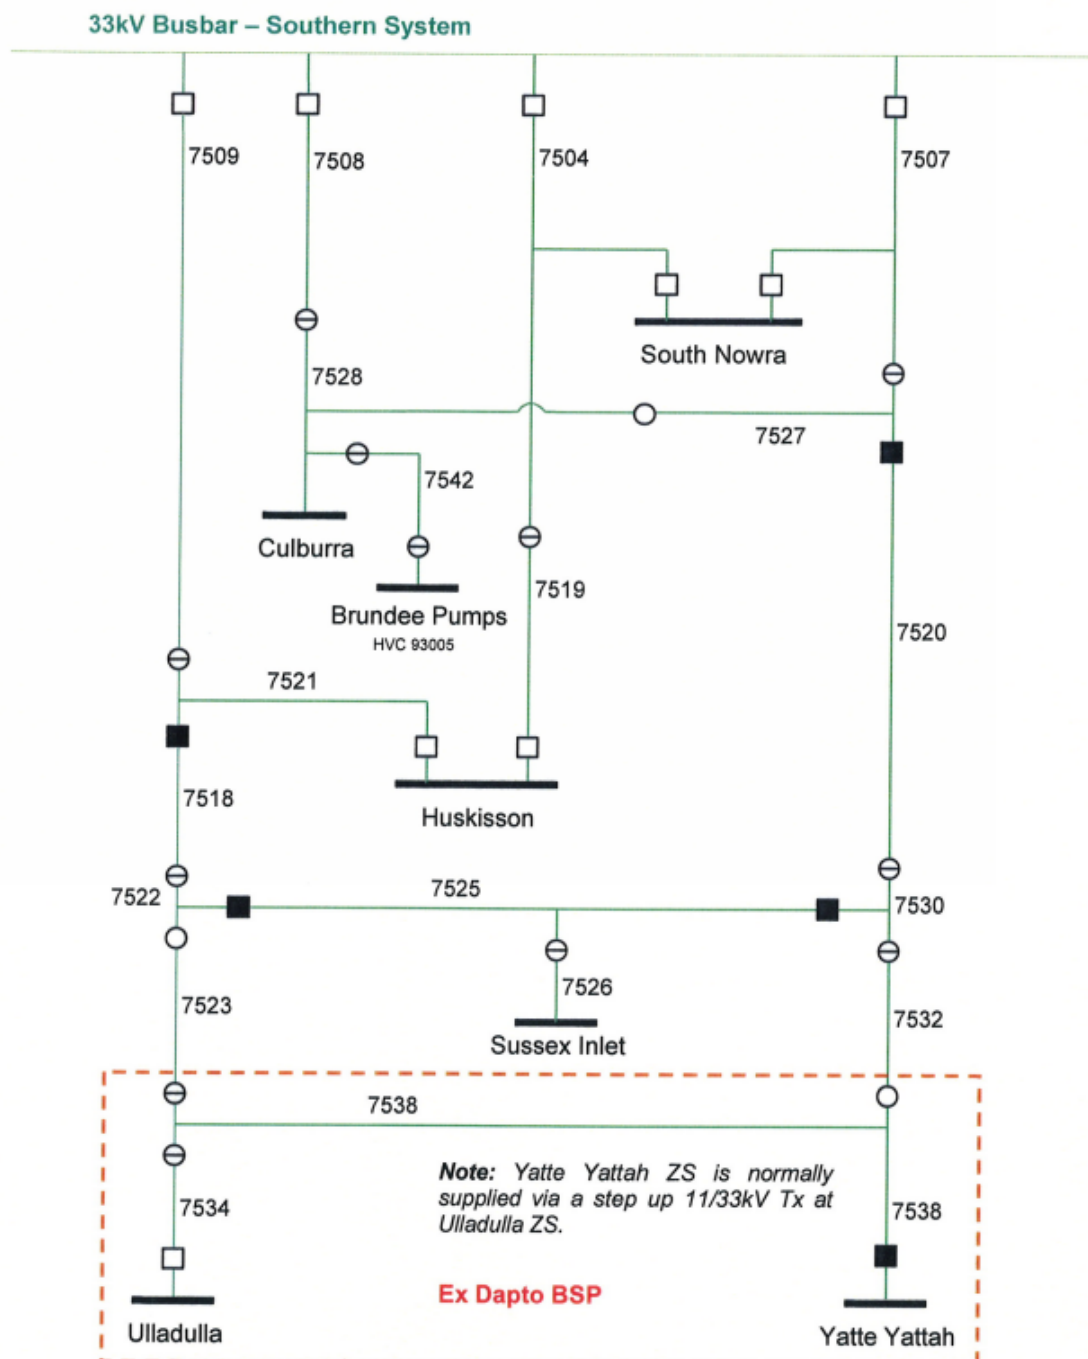 33kV Busbar – Southern System
7509
7508
7504
7507
South Nowra
7528
7527
7542
Culburra
7519
Brundee Pumps
HVC 93005
7520
7521
7518
Huskisson
7525
7522
7530
7526
7523
7532
Sussex Inlet
7538
Note: Yatte Yattah ZS is normally
supplied via a step up 11/33kV Tx at
Ulladulla ZS.
7534
7538
Ex Dapto BSP
Ulladulla
Yatte Yattah